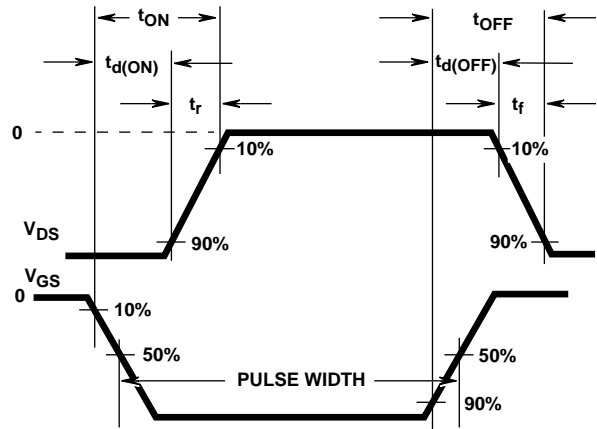 tON
tOFF
td(ON)
td(OFF)
tr
tf
0
10%
10%
VDS
90%
90%
VGS
0
10%
50%
50%
PULSE WIDTH
90%